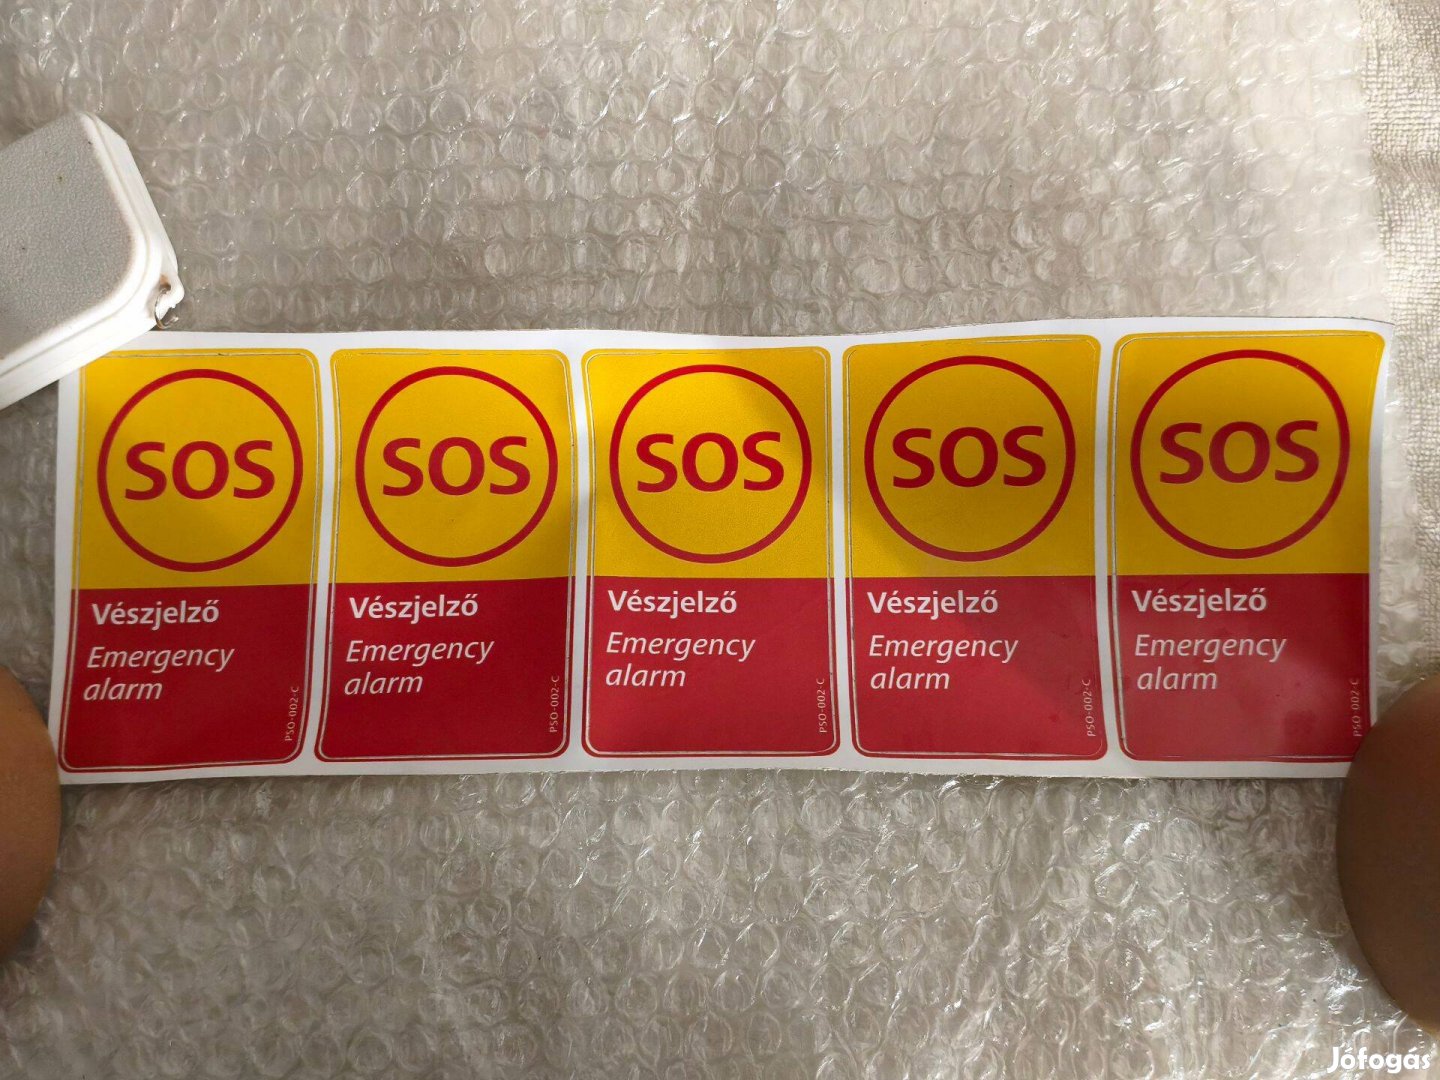 SOS
Vészjelző
Emergency
alarm
PSO-002-C
SOS
Vészjelző
Emergency
alarm
PSO-002-C
SOS
Vészjelző
Emergency
alarm
PSO-002-C
SOS
Vészjelző
Emergency
alarm
PSO-002-C
SOS
Vészjelző
Emergency
alarm
PSO-002-C
Jófogás